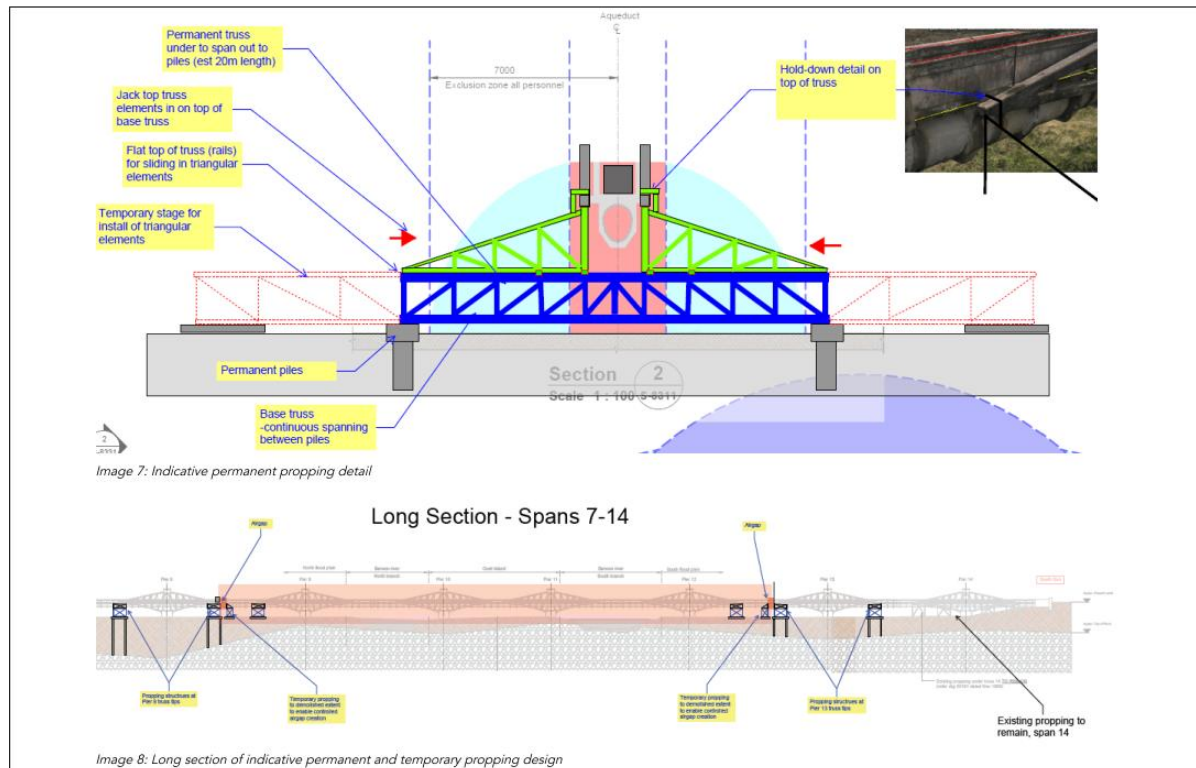 Aqueduct
Permanent truss
under to span out to
piles (est 20m length)
7000
Exclusion zone all personnel
Hold-down detail on
top of truss
Jack top truss
elements in on top of
base truss
Flat top of truss (rails)
for sliding in triangular
elements
Temporary stage for
install of triangular
elements
Permanent piles
Section 2
Scale 1 : 100 S-8311
Base truss
-continuous spanning
between piles
2
Image 7: Indicative permanent propping detail
Long Section - Spans 7-14
Airgap
Airgap
Pier 9
Pier 10
Pier 11
Pier 12
Pier 13
Pier 14
Propping structures at
Pier 8 truss tips
Temporary propping
to demolished extent
to enable controlled
airgap creation
Temporary propping
to demolished extent
to enable controlled
airgap creation
Propping structures at
Pier 13 truss tips
Existing propping to
remain, span 14
Image 8: Long section of indicative permanent and temporary propping design